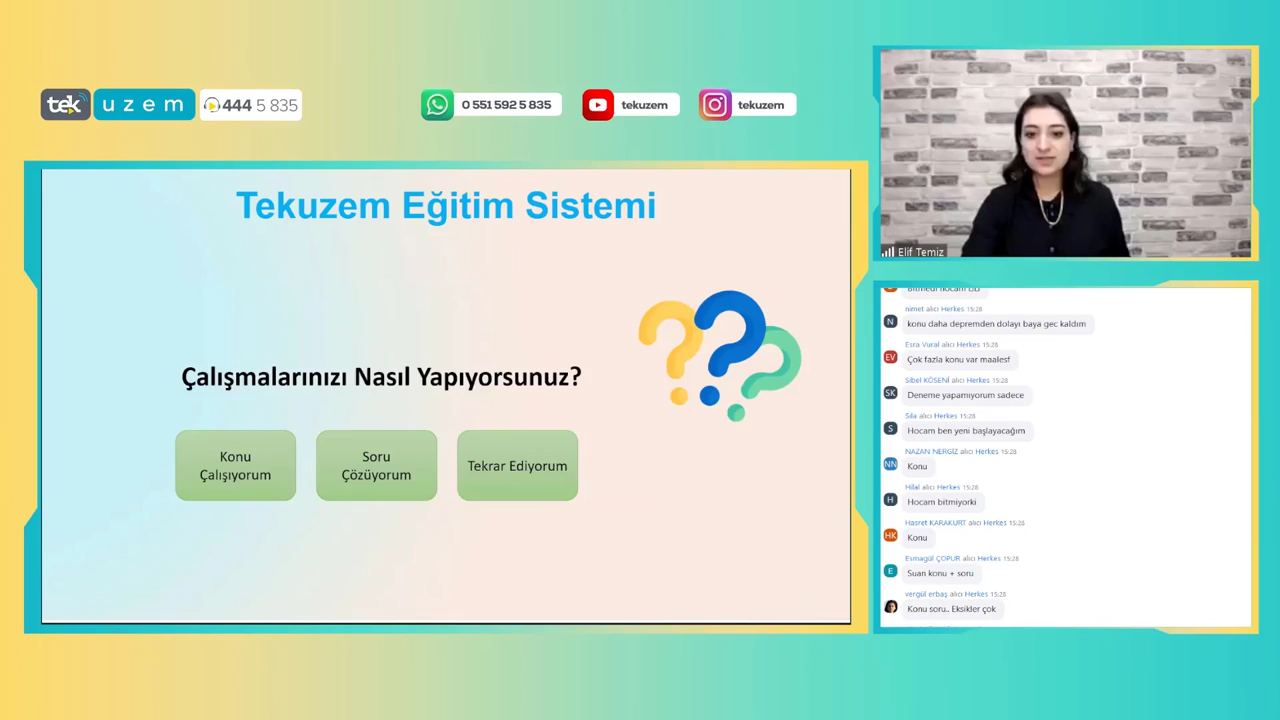 tek uzem 444 5 835
0 551 592 5 835
tekuzem
tekuzem
Tekuzem Eğitim Sistemi
Çalışmalarınızı Nasıl Yapıyorsunuz?
Konu
Çalışıyorum
Soru
Çözüyorum
Tekrar Ediyorum
Elif Temiz
nimet alıcı Herkes 15:28
N
konu daha depremden dolayı baya gec kaldım
Esra Vural alıcı Herkes 15:28
EV
Çok fazla konu var maalesf
Sibel KÖSENİ alıcı Herkes 15:28
SK
Deneme yapamıyorum sadece
Sıla alıcı Herkes 15:28
S
Hocam ben yeni başlayacağım
NAZAN NERGİZ alıcı Herkes 15:28
NN
Konu
Hilal alıcı Herkes 15:28
H
Hocam bitmiyorki
Hasret KARAKURT alıcı Herkes 15:28
HK
Konu
Esmagül ÇOPUR alıcı Herkes 15:28
E
Suan konu + soru
vergül erbaş alıcı Herkes 15:28
Konu soru.. Eksikler çok